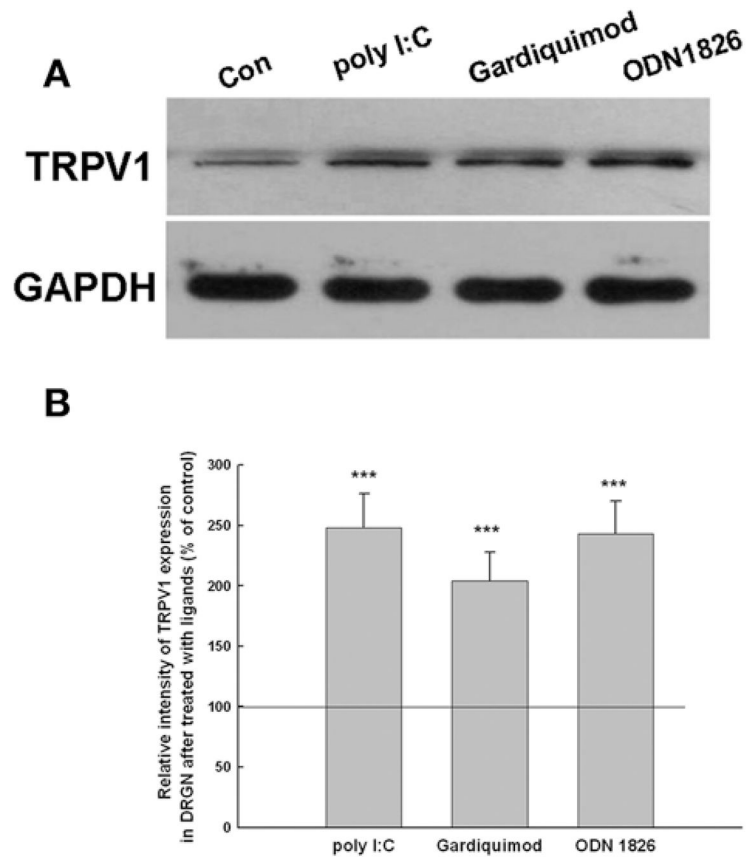 A
Con
poly I:C
Gardiquimod
ODN1826
TRPV1
GAPDH
B
Relative intensity of TRPV1 expression
in DRGN after treated with ligands (% of control)
300
250
200
150
100
50
0
***
***
***
poly I:C
Gardiquimod
ODN 1826